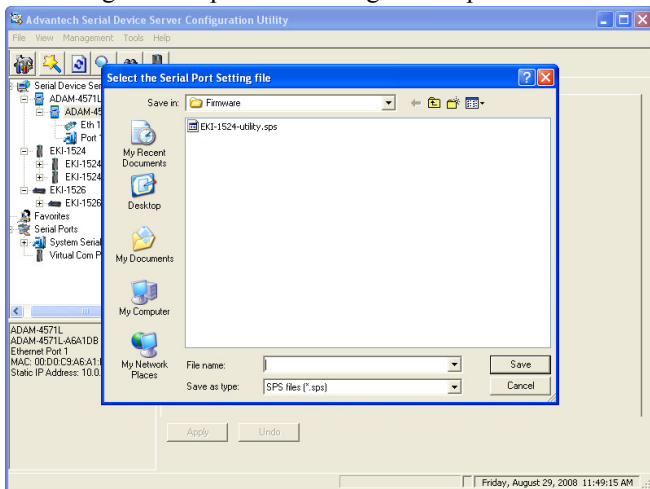 Advantech Serial Device Server Configuration Utility
File View Management Tools Help
Select the Serial Port Setting file
Save in:
Firmware
EKI-1524-utility.sps
My Recent
Documents
Desktop
My Documents
My Computer
My Network
Places
File name:
Save
Save as type:
SPS files (*.sps)
Cancel
Serial Device Ser
ADAM-4571L
ADAM-45
Eth 1
Port
EKI-1524
EKI-1524
EKI-1524
EKI-1526
EKI-1526
Favorites
Serial Ports
System Serial
Virtual Com P
ADAM-4571L
ADAM-4571L-A6A1DB
Ethernet Port 1
MAC: 00:D0:C9:A6:A1:
Static IP Address: 10.0.
Apply
Undo
Friday, August 29, 2008 11:49:15 AM